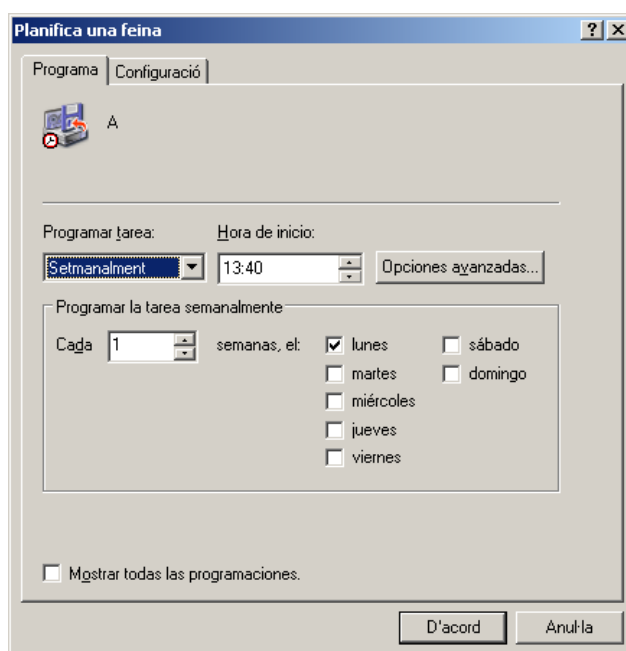 Planifica una feina
Programa Configuració
A
Programar tarea: Hora de inicio:
Setmanalment 13:40 Opciones avanzadas...
Programar la tarea semanalmente
Cada 1 semanas, el: lunes sábado
martes domingo
miércoles
jueves
viernes
Mostrar todas las programaciones.
D'acord Anul·la